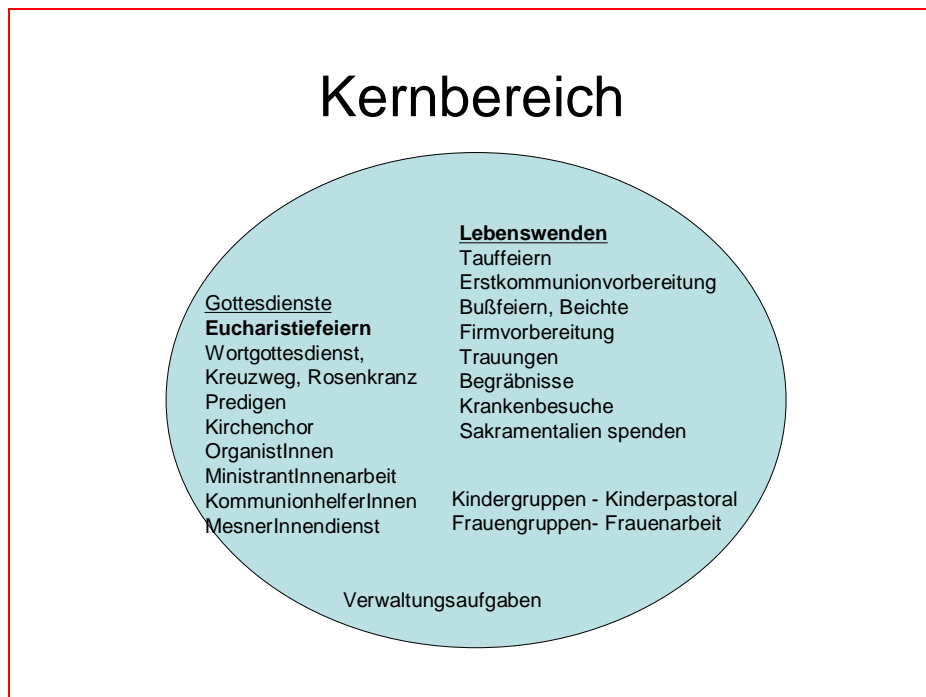 Kernbereich
Gottesdienste
Eucharistiefeiern
Wortgottesdienst,
Kreuzweg, Rosenkranz
Predigen
Kirchenchor
OrganistInnen
MinistrantInnenarbeit
KommunionhelferInnen
MesnerInnendienst
Lebenswenden
Tauffeiern
Erstkommunionvorbereitung
Bußfeiern, Beichte
Firmvorbereitung
Trauungen
Begräbnisse
Krankenbesuche
Sakramentalien spenden
Kindergruppen - Kinderpastoral
Frauengruppen- Frauenarbeit
Verwaltungsaufgaben